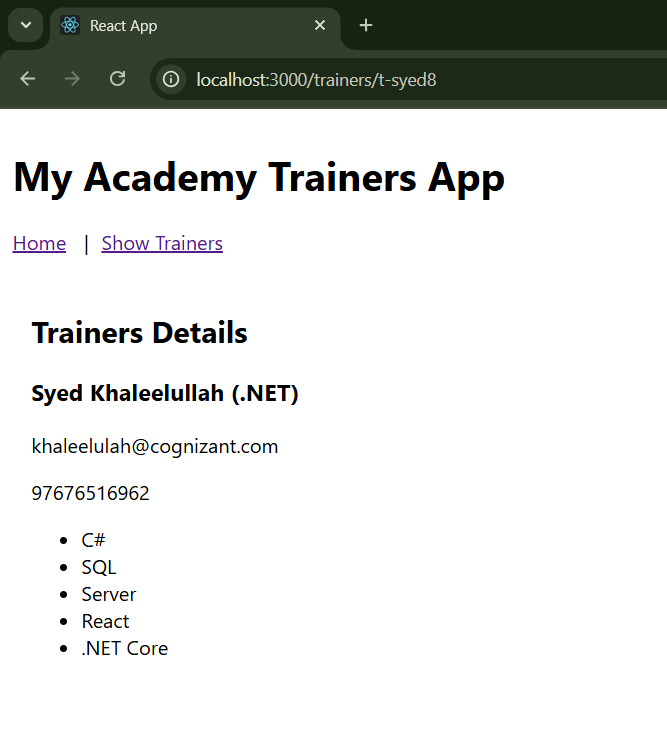 React App
localhost:3000/trainers/t-syed8
My Academy Trainers App
Home | Show Trainers
Trainers Details
Syed Khaleelullah (.NET)
khaleelulah@cognizant.com
97676516962
C#
SQL
Server
React
.NET Core